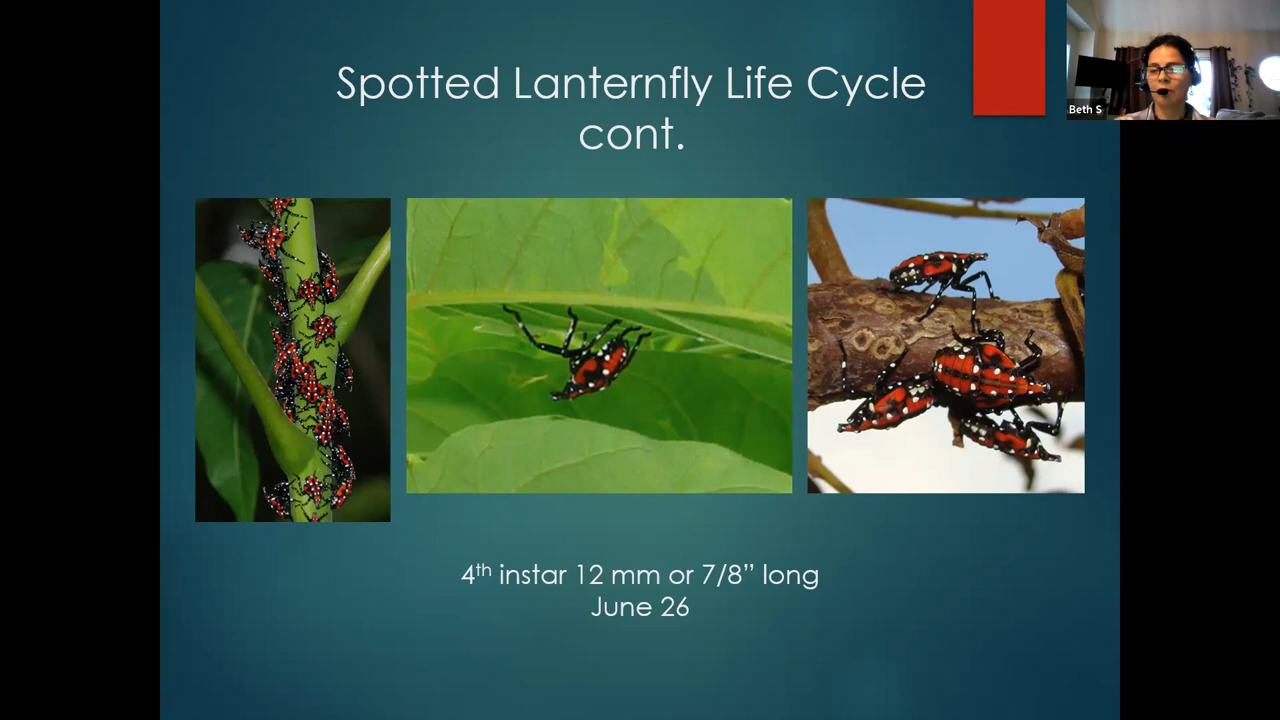 Spotted Lanternfly Life Cycle
cont.
Beth S
4th instar 12 mm or 7/8” long
June 26